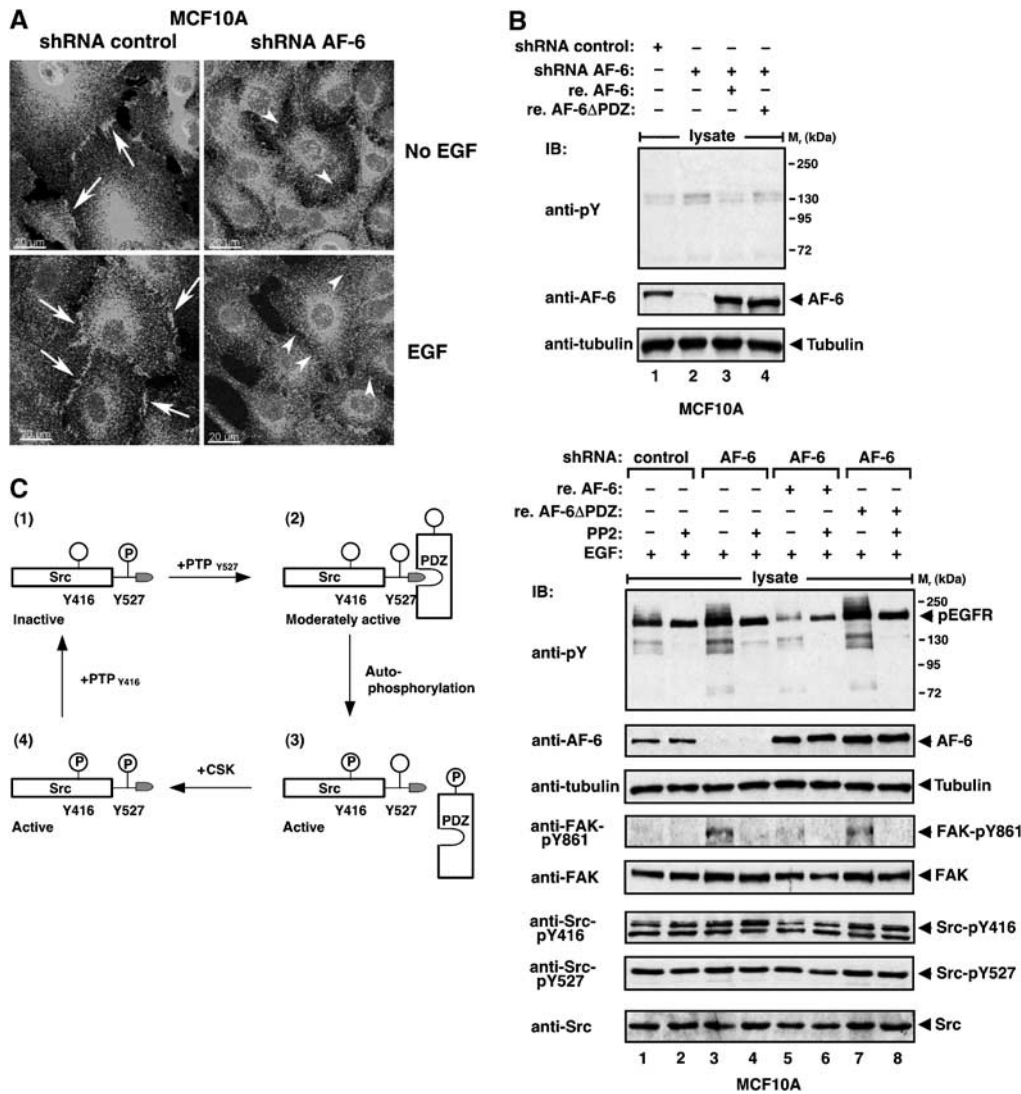 A
MCF10A
shRNA control
shRNA AF-6
No EGF
EGF
20 µm
20 µm
20 µm
20 µm
B
shRNA control: + – – –
shRNA AF-6: – + + +
re. AF-6: – – + –
re. AF-6ΔPDZ: – – – +
lysate
Mr (kDa)
IB:
anti-pY
250
130
95
72
anti-AF-6
AF-6
anti-tubulin
Tubulin
1 2 3 4
MCF10A
shRNA: control AF-6 AF-6 AF-6
re. AF-6: – – – – + + – –
re. AF-6ΔPDZ: – – – – – – + +
PP2: – + – + – + – +
EGF: + + + + + + + +
lysate
Mr (kDa)
IB:
anti-pY
250
pEGFR
130
95
72
anti-AF-6
AF-6
anti-tubulin
Tubulin
anti-FAK-
pY861
FAK-pY861
anti-FAK
FAK
anti-Src-
pY416
Src-pY416
anti-Src-
pY527
Src-pY527
anti-Src
Src
1 2 3 4 5 6 7 8
MCF10A
C
(1)
P
Src
Y416 Y527
Inactive
+PTP Y527
(2)
PDZ
Src
Y416 Y527
Moderately active
Auto-
phosphorylation
(3)
P
P
Src
PDZ
Y416 Y527
Active
+CSK
(4)
P P
Src
Y416 Y527
Active
+PTP Y416